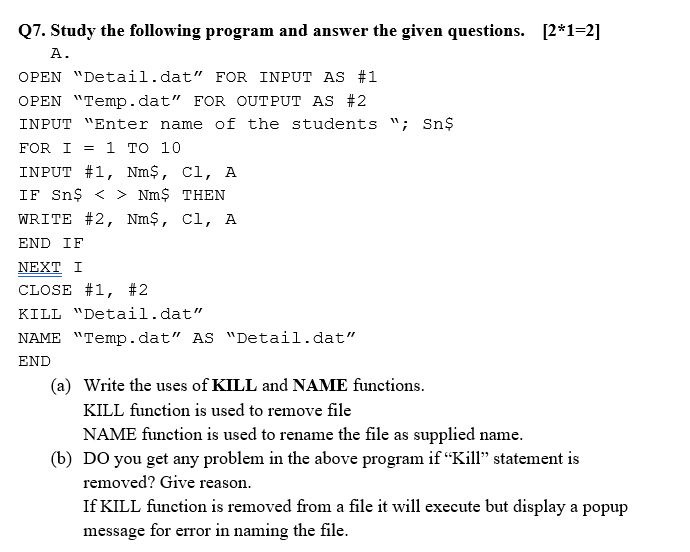 Q7. Study the following program and answer the given questions. [2*1=2]
A.
OPEN “Detail.dat” FOR INPUT AS #1
OPEN “Temp.dat” FOR OUTPUT AS #2
INPUT “Enter name of the students “; Sn$
FOR I = 1 TO 10
INPUT #1, Nm$, Cl, A
IF Sn$ < > Nm$ THEN
WRITE #2, Nm$, Cl, A
END IF
NEXT I
CLOSE #1, #2
KILL “Detail.dat”
NAME “Temp.dat” AS “Detail.dat”
END
(a) Write the uses of KILL and NAME functions.
KILL function is used to remove file
NAME function is used to rename the file as supplied name.
(b) DO you get any problem in the above program if “Kill” statement is
removed? Give reason.
If KILL function is removed from a file it will execute but display a popup
message for error in naming the file.